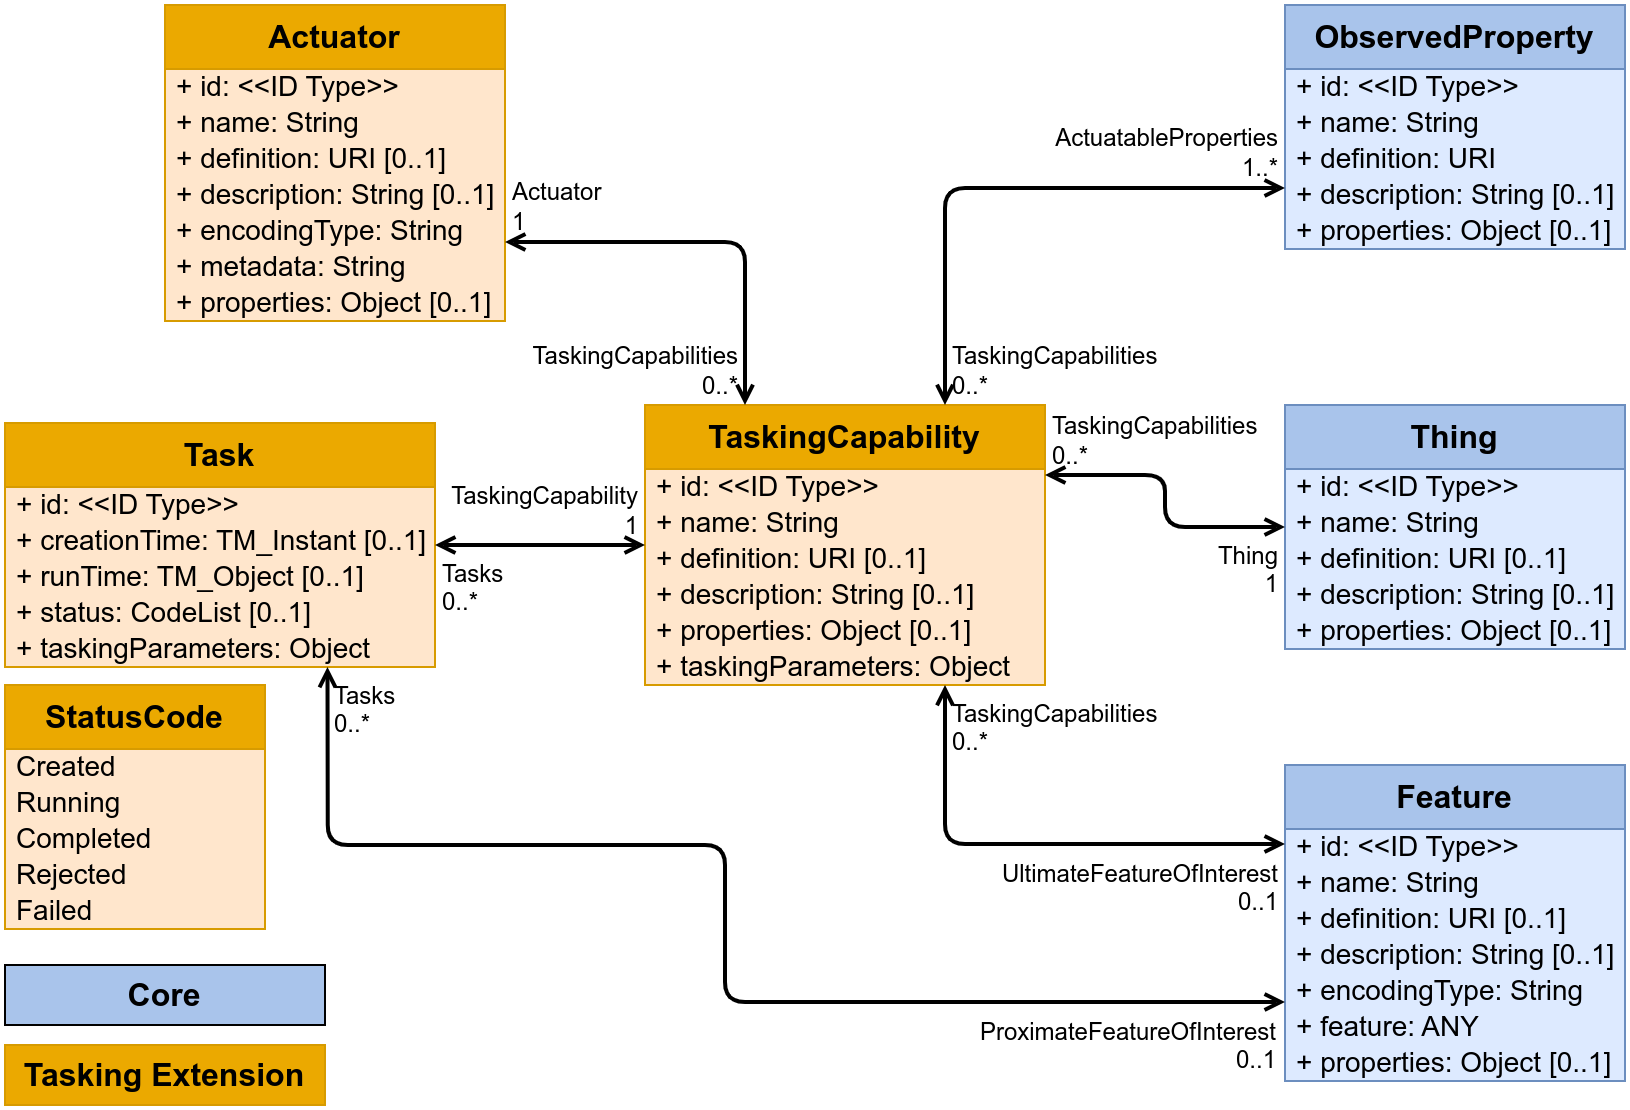 Actuator
+ id: <<ID Type>>
+ name: String
+ definition: URI [0..1]
+ description: String [0..1]
+ encodingType: String
+ metadata: String
+ properties: Object [0..1]
Actuator
1
TaskingCapabilities
0..*
ObservedProperty
+ id: <<ID Type>>
+ name: String
+ definition: URI
+ description: String [0..1]
+ properties: Object [0..1]
ActuatableProperties
1..*
TaskingCapabilities
0..*
Task
+ id: <<ID Type>>
+ creationTime: TM_Instant [0..1]
+ runTime: TM_Object [0..1]
+ status: CodeList [0..1]
+ taskingParameters: Object
TaskingCapability
1
Tasks
0..*
TaskingCapability
+ id: <<ID Type>>
+ name: String
+ definition: URI [0..1]
+ description: String [0..1]
+ properties: Object [0..1]
+ taskingParameters: Object
TaskingCapabilities
0..*
Thing
1
Thing
+ id: <<ID Type>>
+ name: String
+ definition: URI [0..1]
+ description: String [0..1]
+ properties: Object [0..1]
StatusCode
Created
Running
Completed
Rejected
Failed
Tasks
0..*
TaskingCapabilities
0..*
UltimateFeatureOfInterest
0..1
ProximateFeatureOfInterest
0..1
Feature
+ id: <<ID Type>>
+ name: String
+ definition: URI [0..1]
+ description: String [0..1]
+ encodingType: String
+ feature: ANY
+ properties: Object [0..1]
Core
Tasking Extension